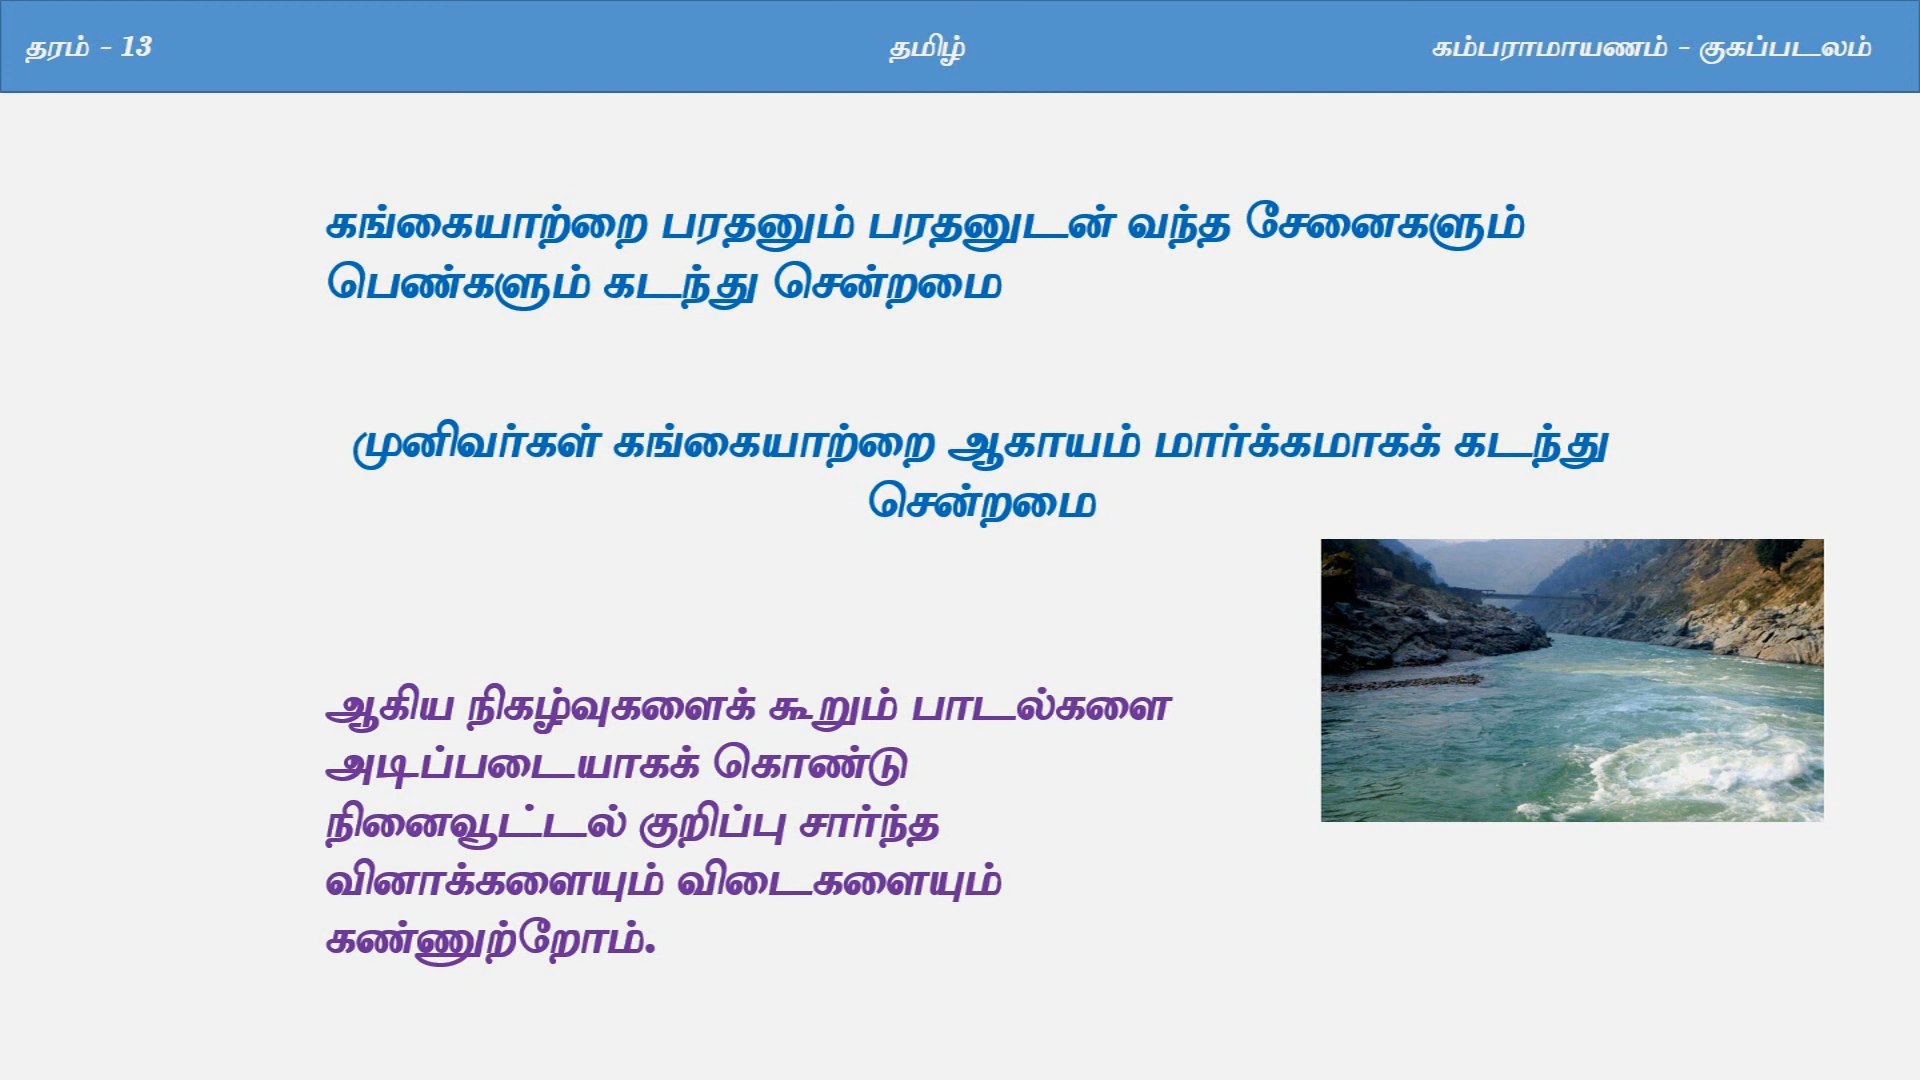 தரம் - 13
தமிழ்
கம்பராமாயணம் - குகப்படலம்
கங்கையாற்றை பரதனும் பரதனுடன் வந்த சேனைகளும்
பெண்களும் கடந்து சென்றமை
முனிவர்கள் கங்கையாற்றை ஆகாயம் மார்க்கமாகக் கடந்து
சென்றமை
ஆகிய நிகழ்வுகளைக் கூறும் பாடல்களை
அடிப்படையாகக் கொண்டு
நினைவூட்டல் குறிப்பு சார்ந்த
வினாக்களையும் விடைகளையும்
கண்ணுற்றோம்.